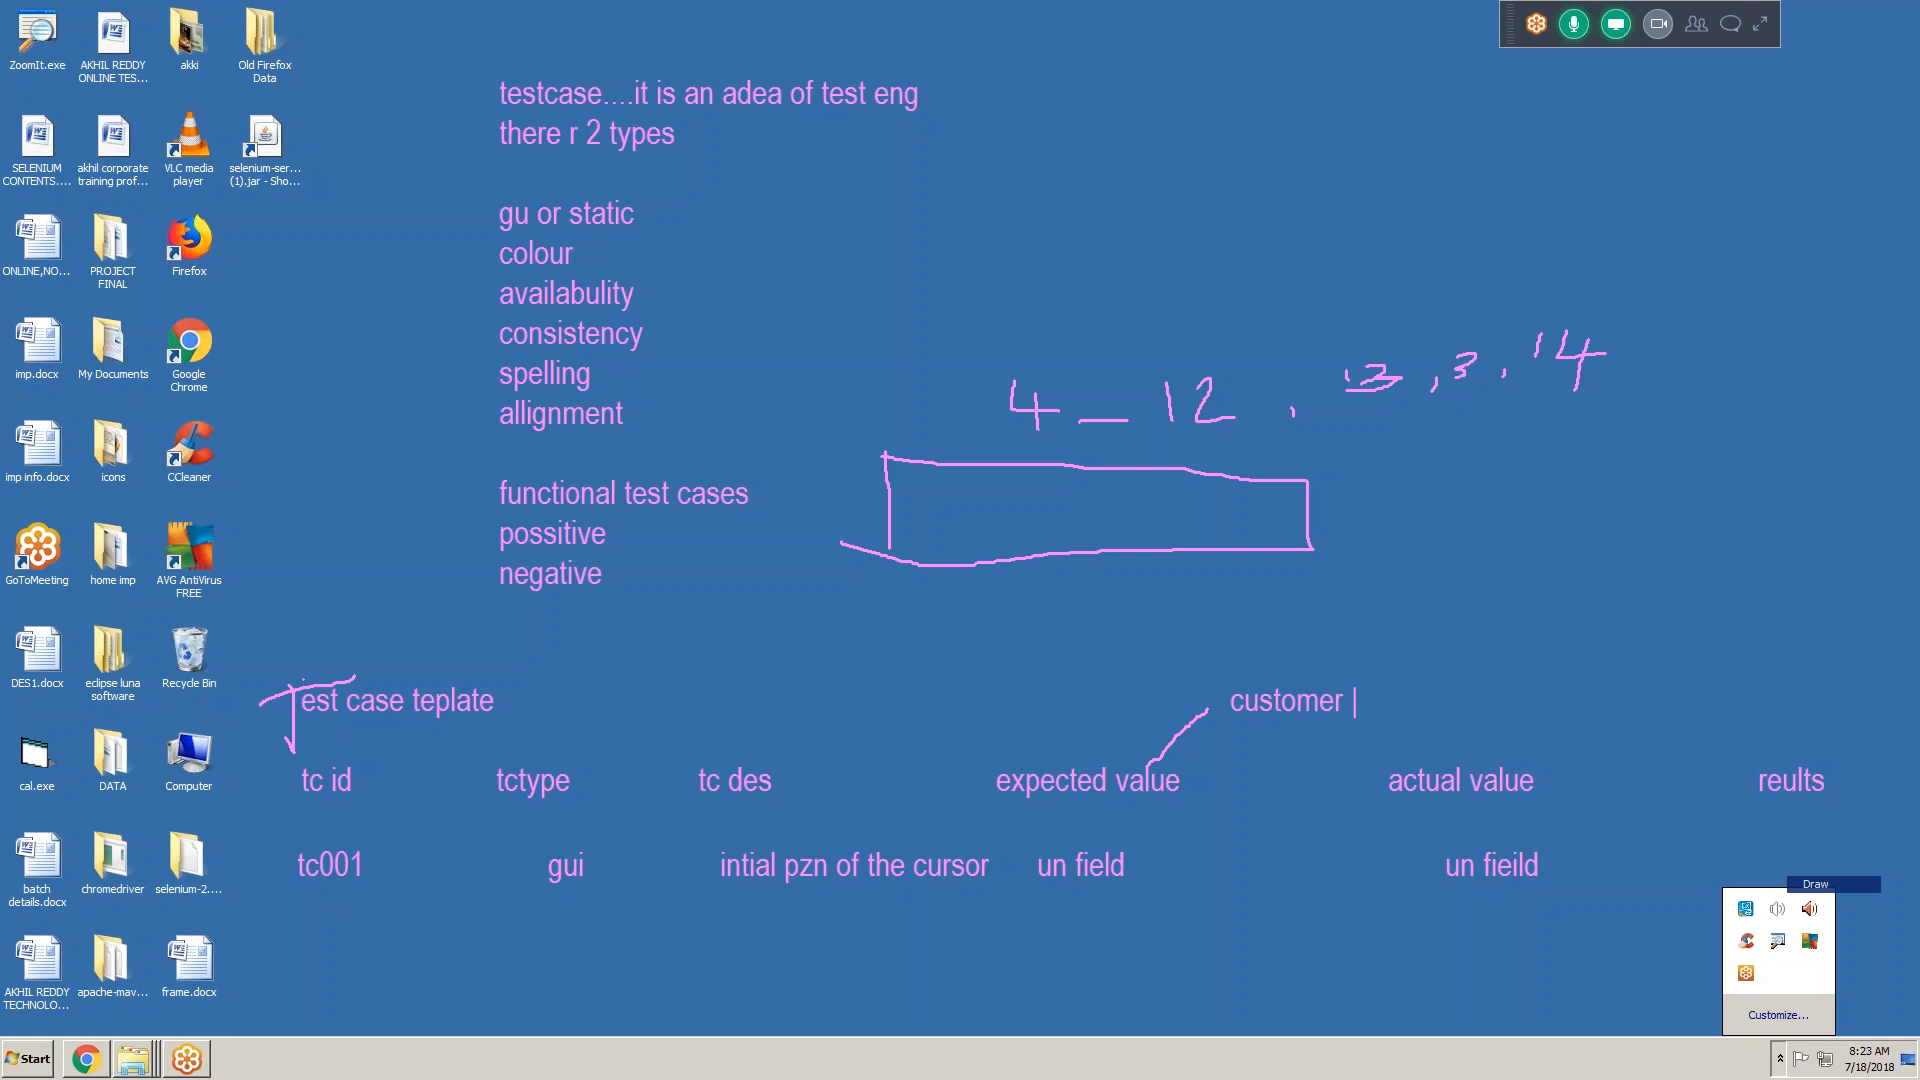 ZoomIt.exe
AKHIL REDDY
ONLINE TES...
akki
Old Firefox
Data
SELENIUM
CONTENTS....
akhil corporate
training prof...
VLC media
player
selenium-ser...
(1).jar - Sho...
ONLINE,NO...
PROJECT
FINAL
Firefox
imp.docx
My Documents
Google
Chrome
imp info.docx
icons
CCleaner
GoToMeeting
home imp
AVG AntiVirus
FREE
DES1.docx
eclipse luna
software
Recycle Bin
cal.exe
DATA
Computer
batch
details.docx
chromedriver
selenium-2....
AKHIL REDDY
TECHNOLO...
apache-mav...
frame.docx
testcase....it is an adea of test eng
there r 2 types
gu or static
colour
availabulity
consistency
spelling
allignment
4 _ 12 . 13 , 3 , 14
functional test cases
possitive
negative
Test case teplate
customer |
tc id tctype tc des expected value actual value reults
tc001 gui intial pzn of the cursor un field un fieild
Draw
Customize...
Start
8:23 AM
7/18/2018